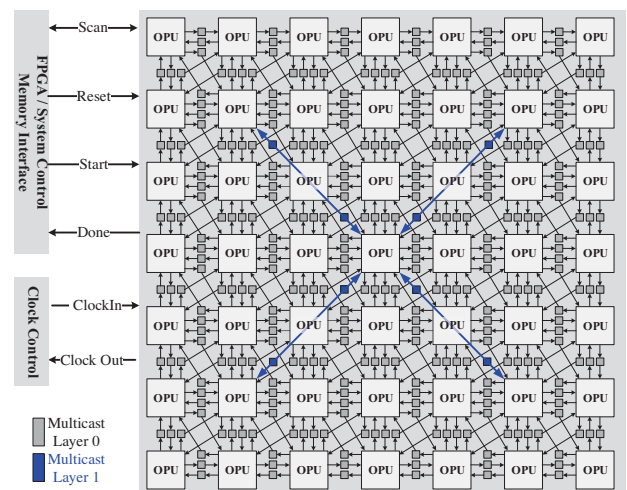 Scan
Reset
Start
Done
FPGA / System Control
Memory Interface
ClockIn
Clock Out
Clock Control
Multicast
Layer 0
Multicast
Layer 1
OPU OPU OPU OPU OPU OPU OPU
OPU OPU OPU OPU OPU OPU OPU
OPU OPU OPU OPU OPU OPU OPU
OPU OPU OPU OPU OPU OPU OPU
OPU OPU OPU OPU OPU OPU OPU
OPU OPU OPU OPU OPU OPU OPU
OPU OPU OPU OPU OPU OPU OPU